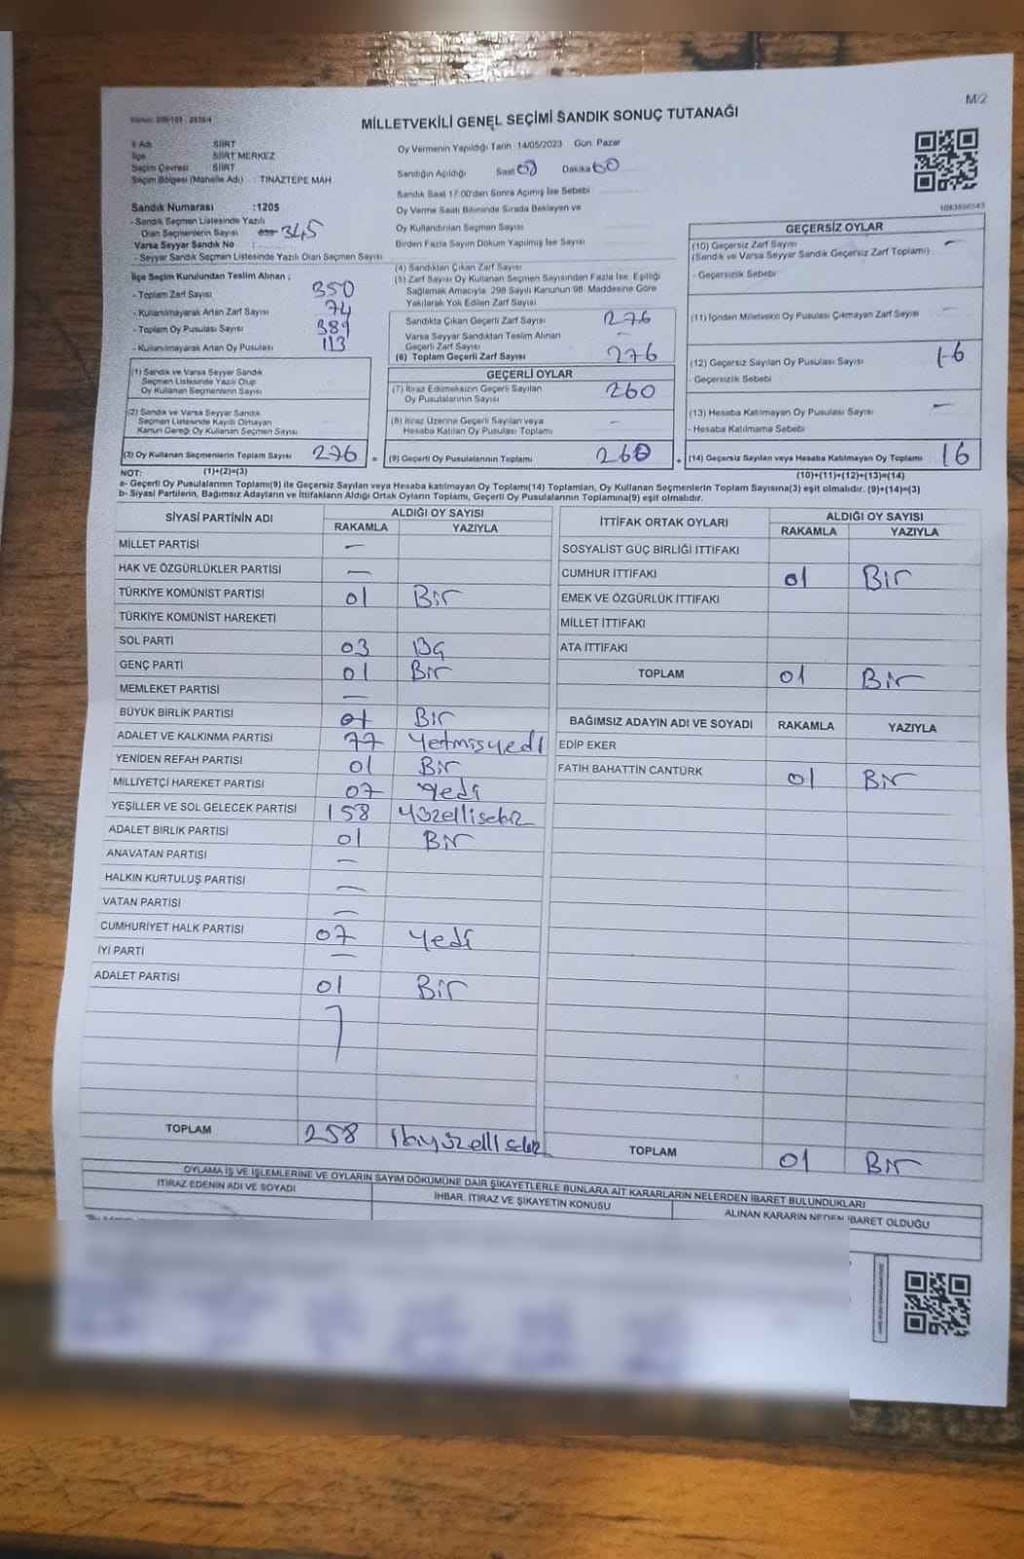 M/2
MİLLETVEKİLİ GENEL SEÇİMİ SANDIK SONUÇ TUTANAĞI
İl Adı SİİRT
İlçe SİİRT MERKEZ
Seçim Çevresi SİİRT
Seçim Bölgesi (Mahalle Adı) : TINAZTEPE MAH
Sandık Numarası :1205
- Sandık Seçmen Listesinde Yazılı
Olan Seçmenlerin Sayısı 345
Varsa Seyyar Sandık No
- Seyyar Sandık Seçmen Listesinde Yazılı Olan Seçmen Sayısı
İlçe Seçim Kurulundan Teslim Alınan ;
- Toplam Zarf Sayısı 350
- Kullanılmayarak Artan Zarf Sayısı 74
- Toplam Oy Pusulası Sayısı 389
- Kullanılmayarak Artan Oy Pusulası 113
(1) Sandık ve Varsa Seyyar Sandık
Seçmen Listesinde Yazılı Olup
Oy Kullanan Seçmenlerin Sayısı
(2) Sandık ve Varsa Seyyar Sandık
Seçmen Listesinde Kayıtlı Olmayan
Kanun Gereği Oy Kullanan Seçmen Sayısı
(3) Oy Kullanan Seçmenlerin Toplam Sayısı 276
Oy Vermenin Yapıldığı Tarih 14/05/2023 Gün Pazar
Sandığın Açıldığı Saat Dakika
Sandık Saat 17:00'den Sonra Açmış İse Sebebi
Oy Verme Saati Bitiminde Sırada Bekleyen ve
Oy Kullandırılan Seçmen Sayısı
Birden Fazla Sayım Döküm Yapılmış İse Sayısı
(4) Sandıktan Çıkan Zarf Sayısı
(5) Zarf Sayısı Oy Kullanan Seçmen Sayısından Fazla İse, Eşitliği
Sağlamak Amacıyla, 298 Sayılı Kanunun 98. Maddesine Göre
Yakılarak Yok Edilen Zarf Sayısı
Sandıkta Çıkan Geçerli Zarf Sayısı 276
Varsa Seyyar Sandıktan Teslim Alınan
Geçerli Zarf Sayısı -
(6) Toplam Geçerli Zarf Sayısı 276
GEÇERLİ OYLAR
(7) İtiraz Edilmeksizin Geçerli Sayılan
Oy Pusulalarının Sayısı 260
(8) İtiraz Üzerine Geçerli Sayılan veya
Hesaba Katılan Oy Pusulası Toplamı -
= (9) Geçerli Oy Pusulalarının Toplamı 260
GEÇERSİZ OYLAR
(10) Geçersiz Zarf Sayısı -
(Sandık ve Varsa Seyyar Sandık Geçersiz Zarf Toplamı)
- Geçersizlik Sebebi
(11) İçinden Milletvekili Oy Pusulası Çıkmayan Zarf Sayısı -
(12) Geçersiz Sayılan Oy Pusulası Sayısı 16
- Geçersizlik Sebebi
(13) Hesaba Katılmayan Oy Pusulası Sayısı -
- Hesaba Katılmama Sebebi
+ (14) Geçersiz Sayılan veya Hesaba Katılmayan Oy Toplamı 16
NOT: (1)+(2)=(3) (10)+(11)+(12)+(13)=(14)
a- Geçerli Oy Pusulalarının Toplamı(9) ile Geçersiz Sayılan veya Hesaba katılmayan Oy Toplamı(14) Toplamları, Oy Kullanan Seçmenlerin Toplam Sayısına(3) eşit olmalıdır. (9)+(14)=(3)
b- Siyasi Partilerin, Bağımsız Adayların ve İttifakların Aldığı Ortak Oyların Toplamı, Geçerli Oy Pusulalarının Toplamına(9) eşit olmalıdır.
SİYASİ PARTİNİN ADI ALDIĞI OY SAYISI
RAKAMLA YAZIYLA
MİLLET PARTİSİ -
HAK VE ÖZGÜRLÜKLER PARTİSİ -
TÜRKİYE KOMÜNİST PARTİSİ 01 Bir
TÜRKİYE KOMÜNİST HAREKETİ
SOL PARTİ 03
GENÇ PARTİ 01 Bir
MEMLEKET PARTİSİ -
BÜYÜK BİRLİK PARTİSİ 01 Bir
ADALET VE KALKINMA PARTİSİ 77 Yetmişyedi
YENİDEN REFAH PARTİSİ 01 Bir
MİLLİYETÇİ HAREKET PARTİSİ 07 Yedi
YEŞİLLER VE SOL GELECEK PARTİSİ 158 Yüzellisekiz
ADALET BİRLİK PARTİSİ 01 Bir
ANAVATAN PARTİSİ -
HALKIN KURTULUŞ PARTİSİ -
VATAN PARTİSİ -
CUMHURİYET HALK PARTİSİ 07 Yedi
İYİ PARTİ -
ADALET PARTİSİ 01 Bir
TOPLAM 258 ikiyüzellisekiz
İTTİFAK ORTAK OYLARI ALDIĞI OY SAYISI
RAKAMLA YAZIYLA
SOSYALİST GÜÇ BİRLİĞİ İTTİFAKI
CUMHUR İTTİFAKI 01 Bir
EMEK VE ÖZGÜRLÜK İTTİFAKI
MİLLET İTTİFAKI
ATA İTTİFAKI
TOPLAM 01 Bir
BAĞIMSIZ ADAYIN ADI VE SOYADI RAKAMLA YAZIYLA
EDİP EKER
FATİH BAHATTİN CANTÜRK 01 Bir
TOPLAM 01 Bir
OYLAMA İŞ VE İŞLEMLERİNE VE OYLARIN SAYIM DÖKÜMÜNE DAİR ŞİKAYETLERLE BUNLARA AİT KARARLARIN NELERDEN İBARET BULUNDUKLARI
İTİRAZ EDENİN ADI VE SOYADI
İHBAR, İTİRAZ VE ŞİKAYETİN KONUSU
ALINAN KARARIN NEDEN İBARET OLDUĞU